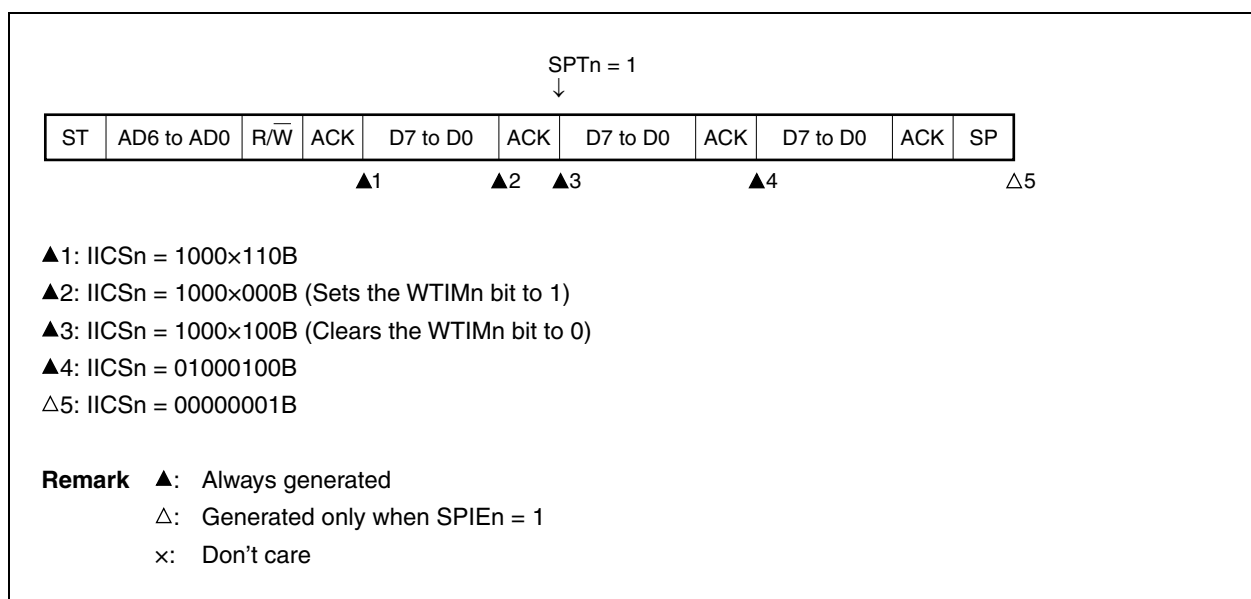 SPTn = 1
↓
ST AD6 to AD0 R/W̅ ACK D7 to D0 ACK D7 to D0 ACK D7 to D0 ACK SP
▲1 ▲2 ▲3 ▲4 △5
▲1: IICSn = 1000×110B
▲2: IICSn = 1000×000B (Sets the WTIMn bit to 1)
▲3: IICSn = 1000×100B (Clears the WTIMn bit to 0)
▲4: IICSn = 01000100B
△5: IICSn = 00000001B
Remark ▲: Always generated
△: Generated only when SPIEn = 1
×: Don't care